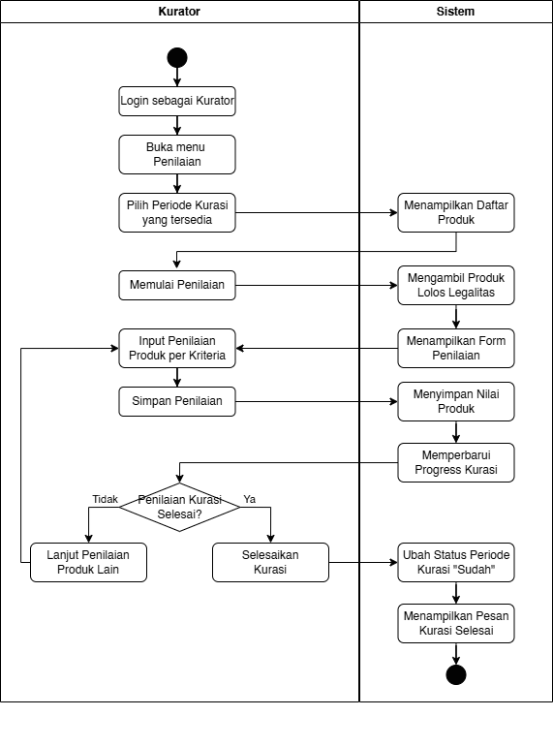 Kurator
Sistem
Login sebagai Kurator
Buka menu
Penilaian
Pilih Periode Kurasi
yang tersedia
Menampilkan Daftar
Produk
Memulai Penilaian
Mengambil Produk
Lolos Legalitas
Input Penilaian
Produk per Kriteria
Menampilkan Form
Penilaian
Simpan Penilaian
Menyimpan Nilai
Produk
Memperbarui
Progress Kurasi
Tidak
Penilaian Kurasi
Selesai?
Ya
Lanjut Penilaian
Produk Lain
Selesaikan
Kurasi
Ubah Status Periode
Kurasi "Sudah"
Menampilkan Pesan
Kurasi Selesai